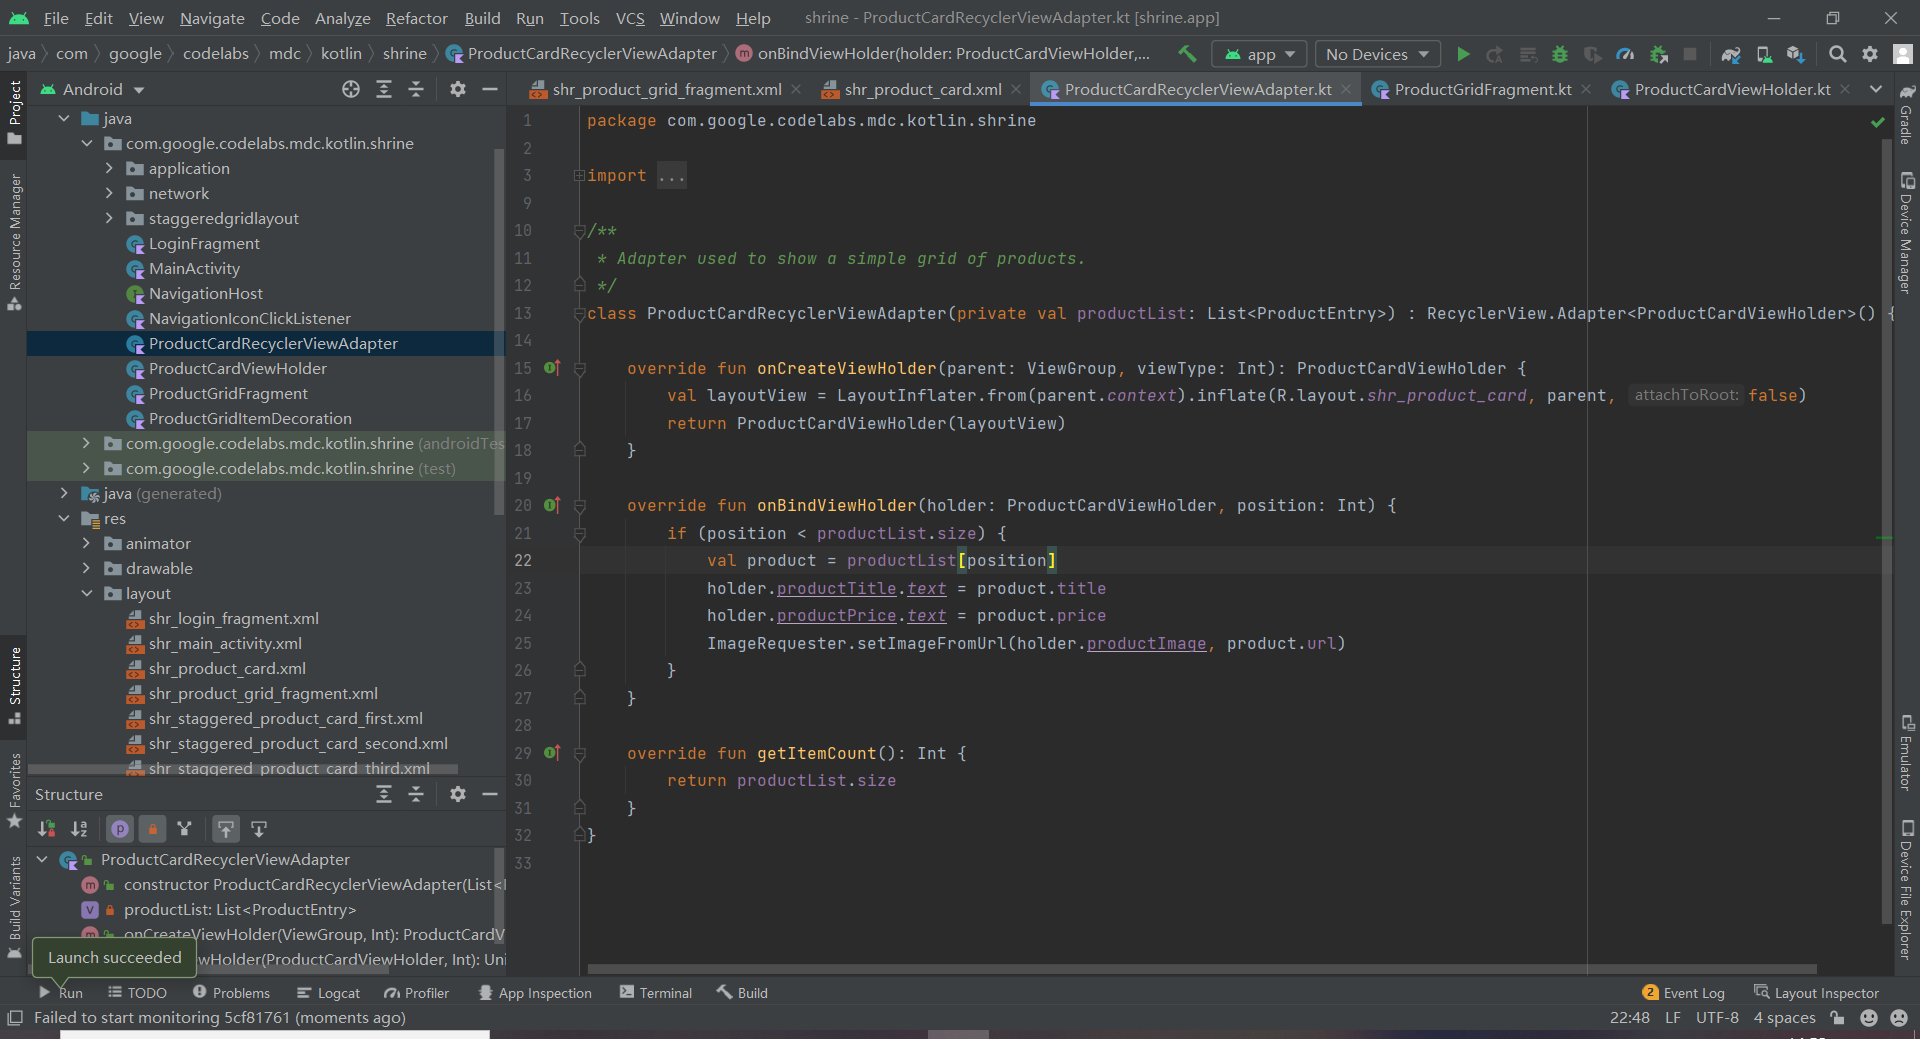 File Edit View Navigate Code Analyze Refactor Build Run Tools VCS Window Help shrine - ProductCardRecyclerViewAdapter.kt [shrine.app]
java com google codelabs mdc kotlin shrine ProductCardRecyclerViewAdapter onBindViewHolder(holder: ProductCardViewHolder,... app No Devices
Android
shr_product_grid_fragment.xml shr_product_card.xml ProductCardRecyclerViewAdapter.kt ProductGridFragment.kt ProductCardViewHolder.kt
Project
Resource Manager
Structure
Favorites
Build Variants
java
com.google.codelabs.mdc.kotlin.shrine
application
network
staggeredgridlayout
LoginFragment
MainActivity
NavigationHost
NavigationIconClickListener
ProductCardRecyclerViewAdapter
ProductCardViewHolder
ProductGridFragment
ProductGridItemDecoration
com.google.codelabs.mdc.kotlin.shrine (androidTes
com.google.codelabs.mdc.kotlin.shrine (test)
java (generated)
res
animator
drawable
layout
shr_login_fragment.xml
shr_main_activity.xml
shr_product_card.xml
shr_product_grid_fragment.xml
shr_staggered_product_card_first.xml
shr_staggered_product_card_second.xml
shr_staggered_product_card_third.xml
Structure
ProductCardRecyclerViewAdapter
constructor ProductCardRecyclerViewAdapter(List<
productList: List<ProductEntry>
onCreateViewHolder(ViewGroup, Int): ProductCardV
wHolder(ProductCardViewHolder, Int): Uni
Launch succeeded
1 package com.google.codelabs.mdc.kotlin.shrine
2
3 import ...
9
10 /**
11 * Adapter used to show a simple grid of products.
12 */
13 class ProductCardRecyclerViewAdapter(private val productList: List<ProductEntry>) : RecyclerView.Adapter<ProductCardViewHolder>() {
14
15 override fun onCreateViewHolder(parent: ViewGroup, viewType: Int): ProductCardViewHolder {
16 val layoutView = LayoutInflater.from(parent.context).inflate(R.layout.shr_product_card, parent, attachToRoot: false)
17 return ProductCardViewHolder(layoutView)
18 }
19
20 override fun onBindViewHolder(holder: ProductCardViewHolder, position: Int) {
21 if (position < productList.size) {
22 val product = productList[position]
23 holder.productTitle.text = product.title
24 holder.productPrice.text = product.price
25 ImageRequester.setImageFromUrl(holder.productImage, product.url)
26 }
27 }
28
29 override fun getItemCount(): Int {
30 return productList.size
31 }
32 }
33
Gradle
Device Manager
Emulator
Device File Explorer
Run TODO Problems Logcat Profiler App Inspection Terminal Build 2 Event Log Layout Inspector
Failed to start monitoring 5cf81761 (moments ago) 22:48 LF UTF-8 4 spaces